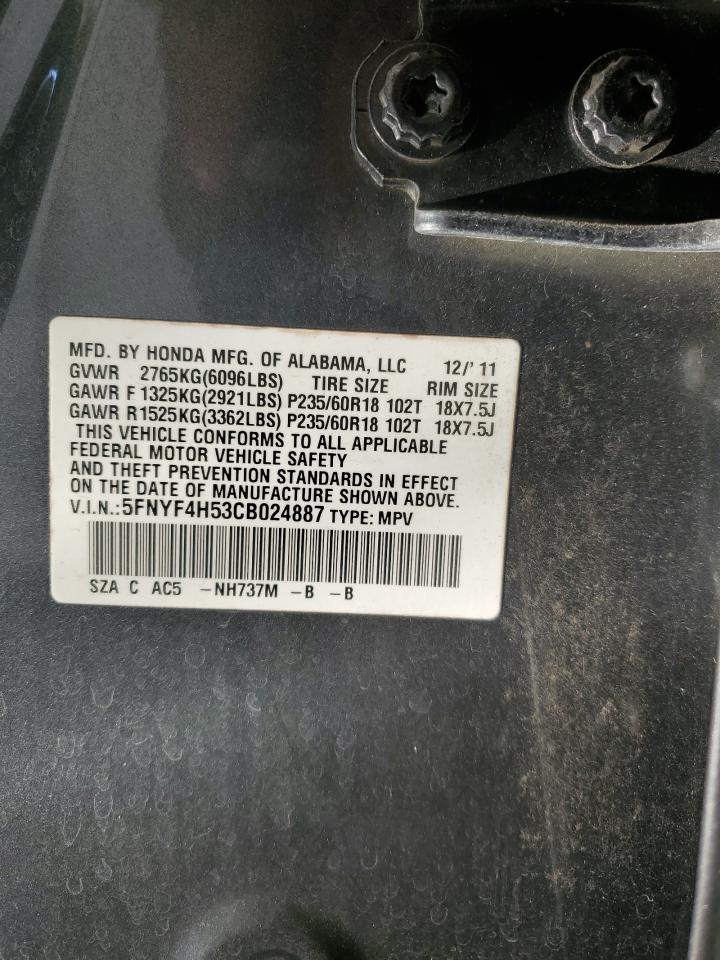 MFD. BY HONDA MFG. OF ALABAMA, LLC 12/'11
GVWR 2765KG(6096LBS) TIRE SIZE RIM SIZE
GAWR F 1325KG(2921LBS) P235/60R18 102T 18X7.5J
GAWR R 1525KG(3362LBS) P235/60R18 102T 18X7.5J
THIS VEHICLE CONFORMS TO ALL APPLICABLE
FEDERAL MOTOR VEHICLE SAFETY
AND THEFT PREVENTION STANDARDS IN EFFECT
ON THE DATE OF MANUFACTURE SHOWN ABOVE.
V.I.N.:5FNYF4H53CB024887 TYPE: MPV
SZA C AC5 -NH737M -B -B